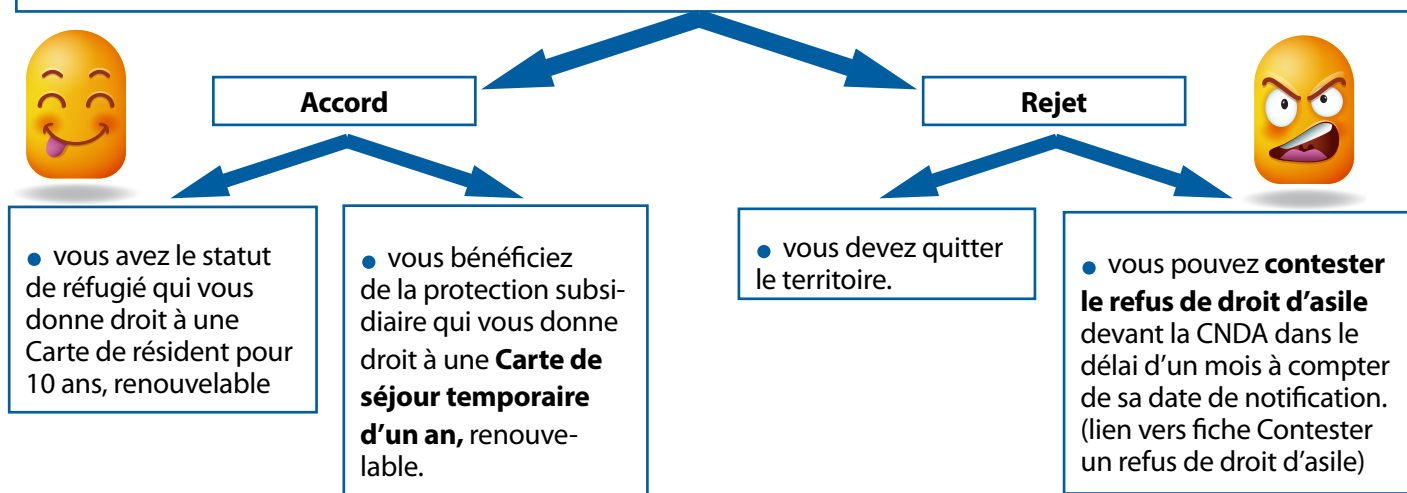 Accord
Rejet
● vous avez le statut
de réfugié qui vous
donne droit à une
Carte de résident pour
10 ans, renouvelable
● vous bénéficiez
de la protection subsi-
diaire qui vous donne
droit à une Carte de
séjour temporaire
d’un an, renouve-
lable.
● vous devez quitter
le territoire.
● vous pouvez contester
le refus de droit d’asile
devant la CNDA dans le
délai d’un mois à compter
de sa date de notification.
(lien vers fiche Contester
un refus de droit d’asile)